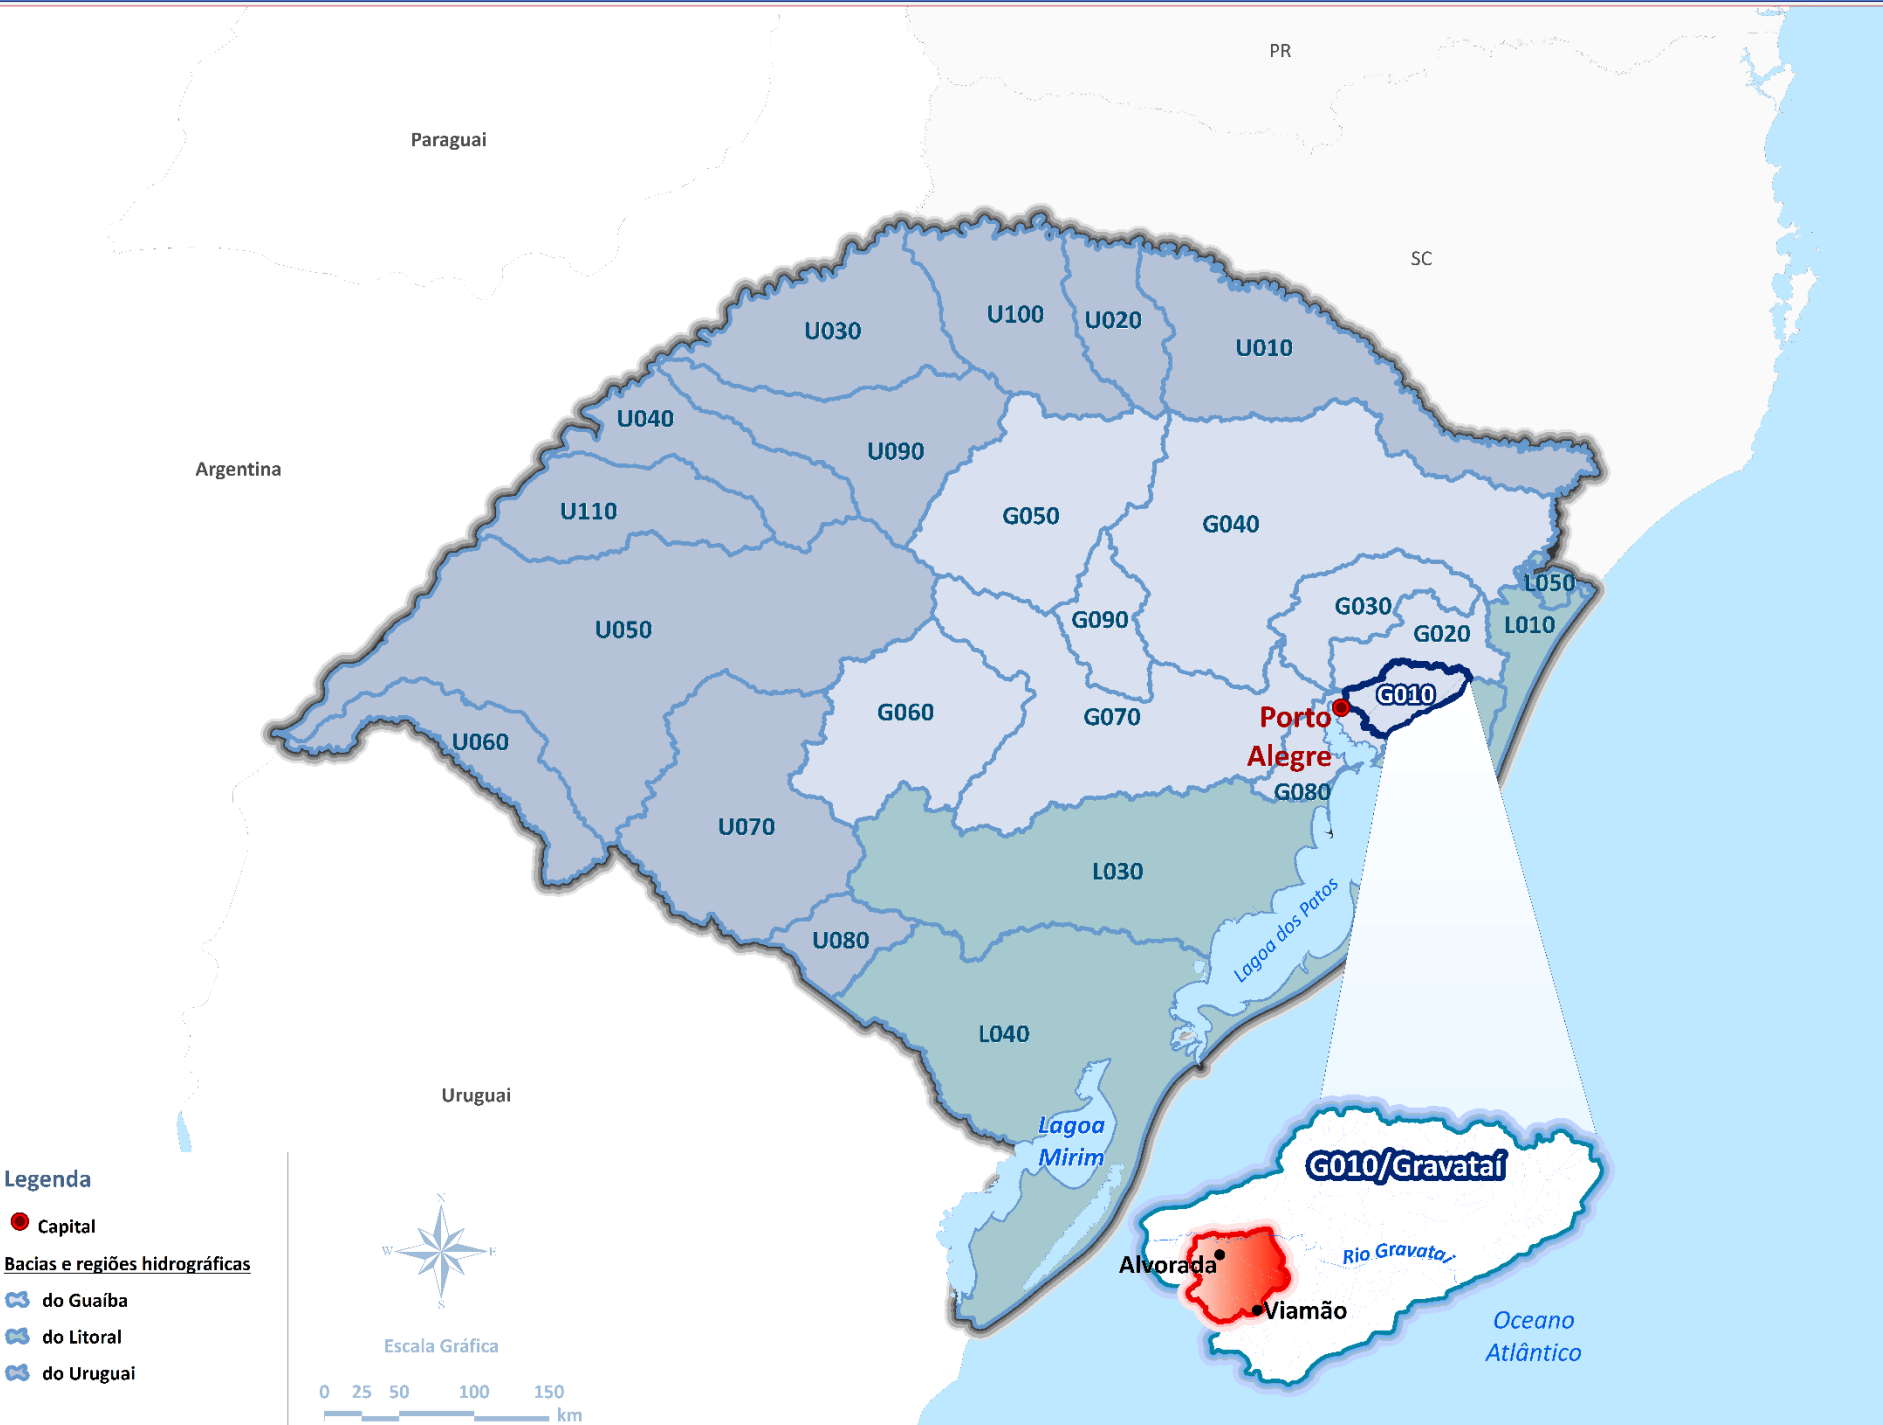 PR
Paraguai
SC
U100
U020
U030
U010
U040
U090
Argentina
U110
G050
G040
L050
G030
G090
L010
U050
G020
G010
G060
G070
Porto
Alegre
U060
G080
U070
L030
Lagoa dos Patos
U080
L040
Uruguai
Lagoa
Mirim
G010/Gravataí
Rio Gravataí
Alvorada
Viamão
Oceano
Atlântico
Legenda
Capital
Bacias e regiões hidrográficas
do Guaíba
do Litoral
do Uruguai
N
W E
S
Escala Gráfica
0 25 50 100 150
km